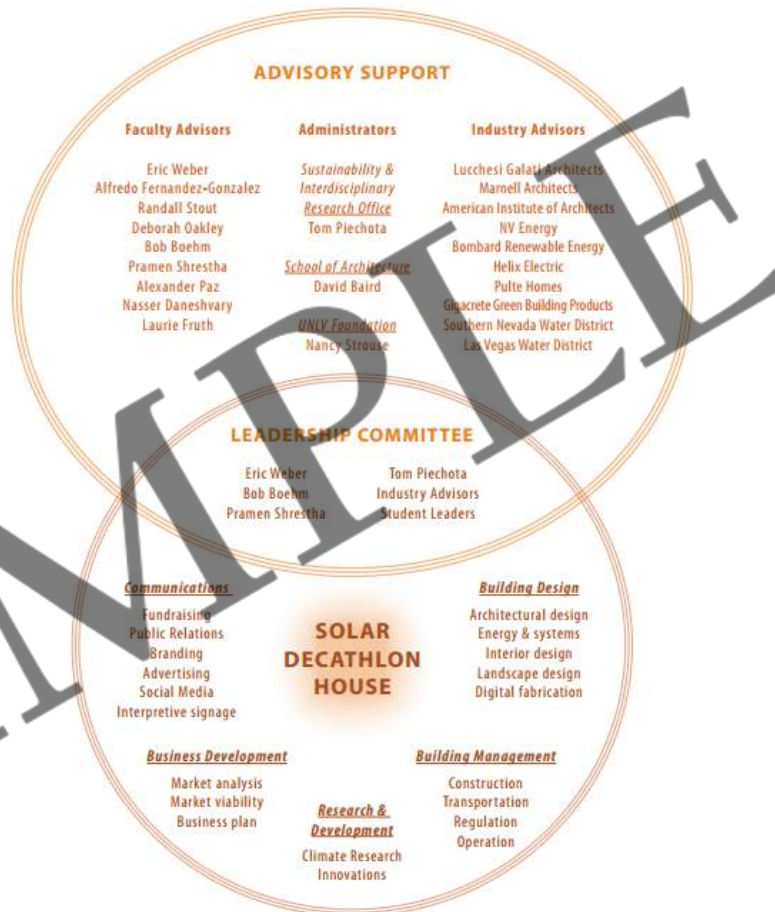 ADVISORY SUPPORT
Faculty Advisors
Eric Weber
Alfredo Fernandez-Gonzalez
Randall Stout
Deborah Oakley
Bob Boehm
Pramen Shrestha
Alexander Paz
Nasser Daneshvary
Laurie Fruth
Administrators
Sustainability &
Interdisciplinary
Research Office
Tom Piechota
School of Architecture
David Baird
UNLV Foundation
Nancy Strouse
Industry Advisors
Lucchesi Galati Architects
Marnell Architects
American Institute of Architects
NV Energy
Bombard Renewable Energy
Helix Electric
Pulte Homes
Gigacrete Green Building Products
Southern Nevada Water District
Las Vegas Water District
LEADERSHIP COMMITTEE
Eric Weber
Bob Boehm
Pramen Shrestha
Tom Piechota
Industry Advisors
Student Leaders
Communications
Fundraising
Public Relations
Branding
Advertising
Social Media
Interpretive signage
SOLAR
DECATHLON
HOUSE
Building Design
Architectural design
Energy & systems
Interior design
Landscape design
Digital fabrication
Business Development
Market analysis
Market viability
Business plan
Research &
Development
Climate Research
Innovations
Building Management
Construction
Transportation
Regulation
Operation
MPLE